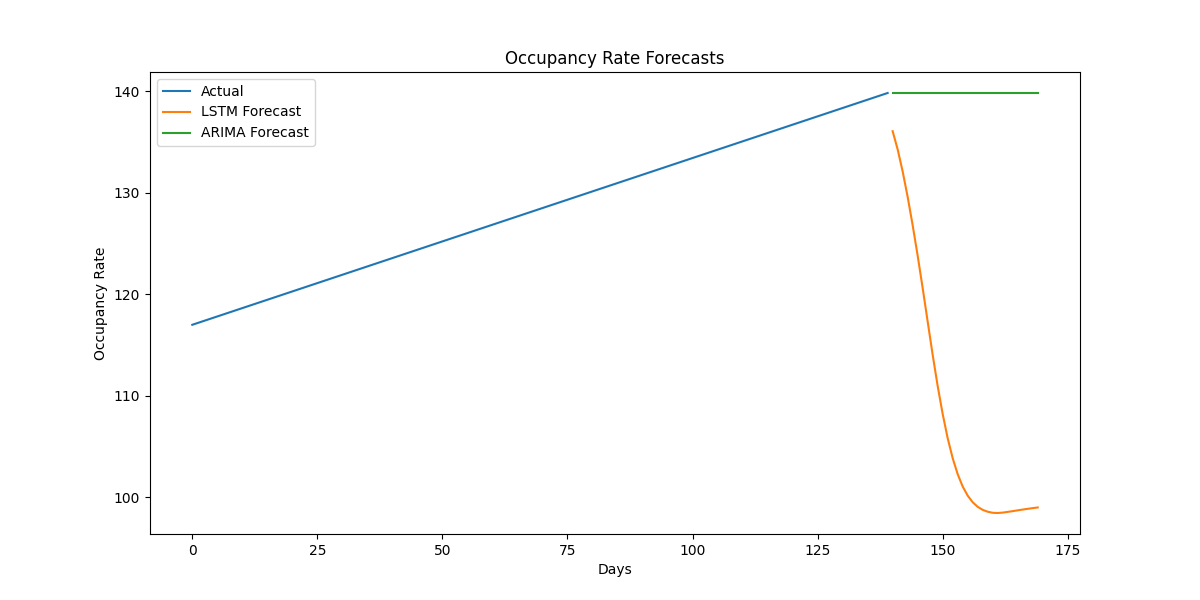 Occupancy Rate Forecasts
Actual
LSTM Forecast
ARIMA Forecast
140
130
120
110
100
Occupancy Rate
0 25 50 75 100 125 150 175
Days